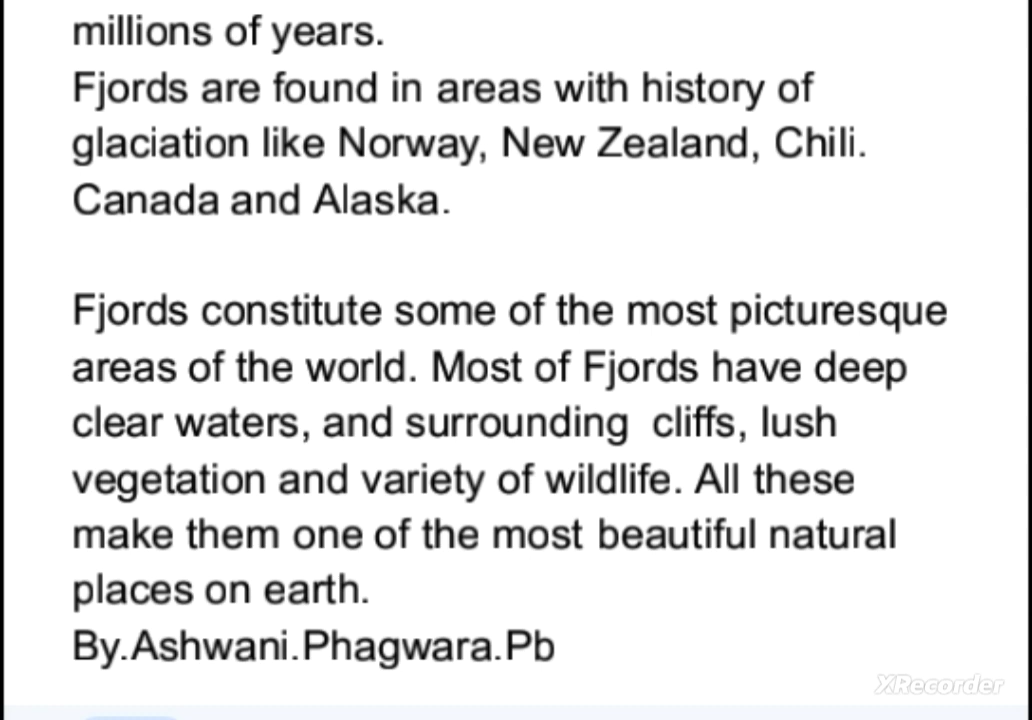 millions of years.
Fjords are found in areas with history of
glaciation like Norway, New Zealand, Chili.
Canada and Alaska.
Fjords constitute some of the most picturesque
areas of the world. Most of Fjords have deep
clear waters, and surrounding  cliffs, lush
vegetation and variety of wildlife. All these
make them one of the most beautiful natural
places on earth.
By.Ashwani.Phagwara.Pb
XRecorder